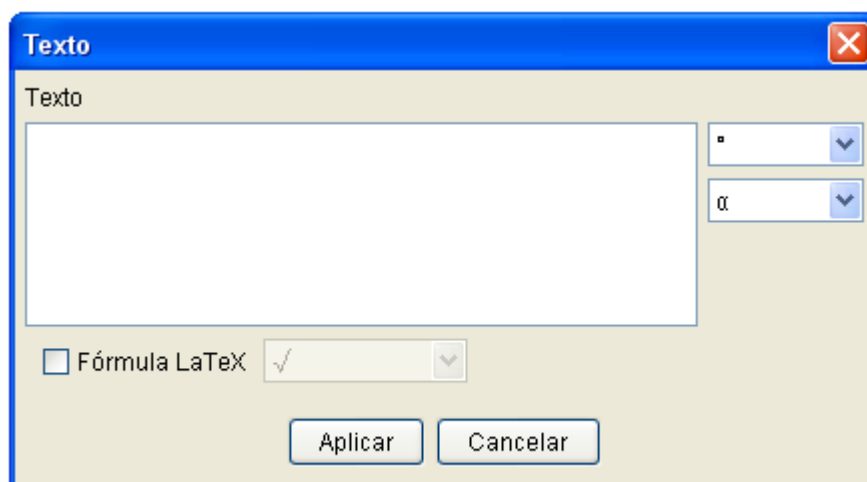 Texto
Texto
°
α
Fórmula LaTeX √
Aplicar Cancelar